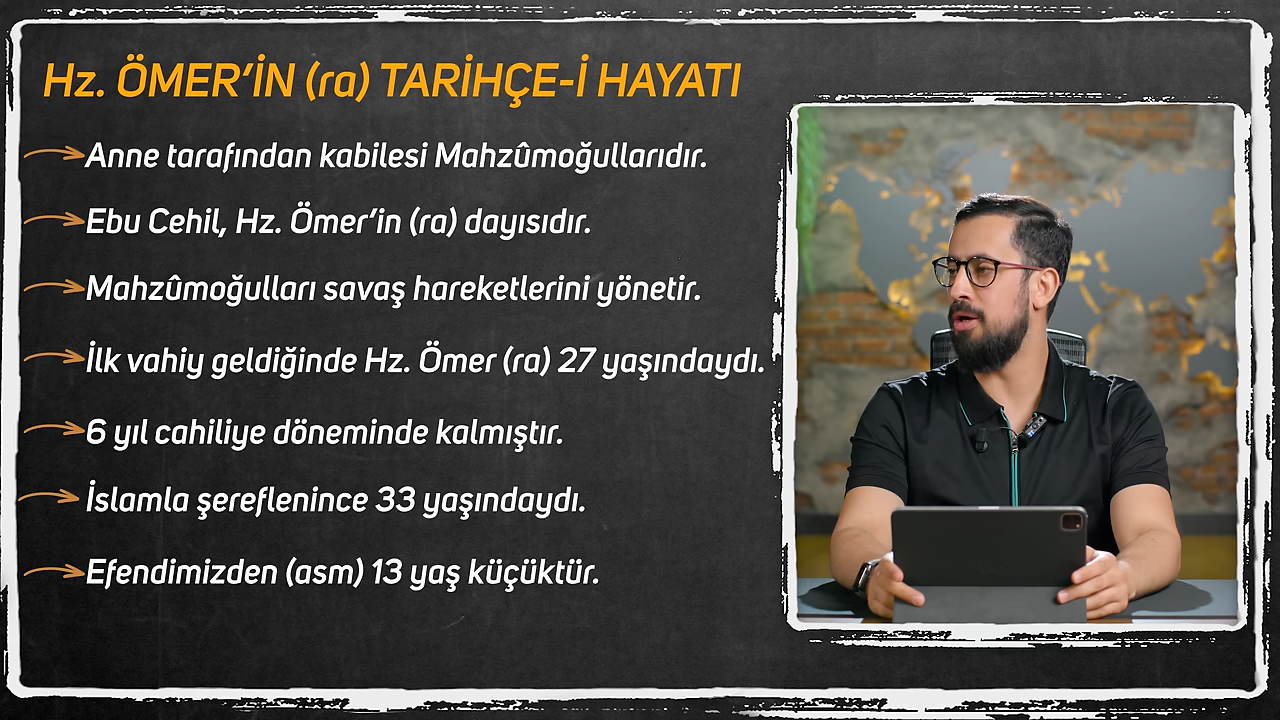 Hz. ÖMER’İN (ra) TARİHÇE-İ HAYATI
Anne tarafından kabilesi Mahzûmoğullarıdır.
Ebu Cehil, Hz. Ömer’in (ra) dayısıdır.
Mahzûmoğulları savaş hareketlerini yönetir.
İlk vahiy geldiğinde Hz. Ömer (ra) 27 yaşındaydı.
6 yıl cahiliye döneminde kalmıştır.
İslamla şereflenince 33 yaşındaydı.
Efendimizden (asm) 13 yaş küçüktür.